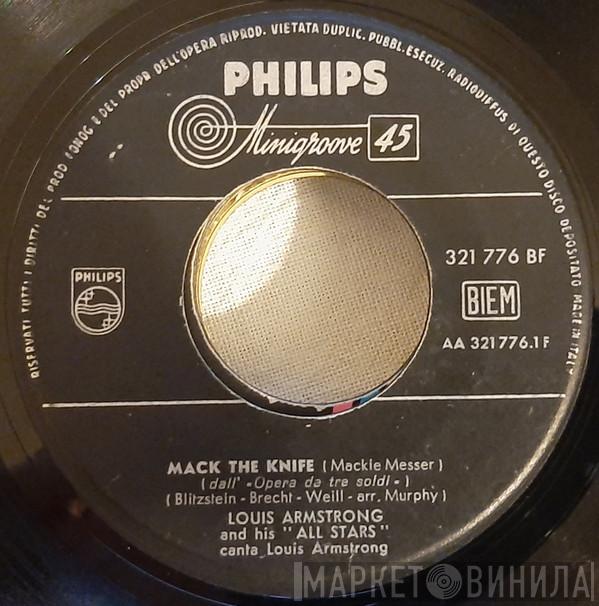 RISERVATI TUTTI I DIRITTI DEL PROD FONOG E DEL PROPR DELL'OPERA RIPROD. VIETATA DUPLIC. PUBBL. ESECUZ. RADIODIFFUS DI QUESTO DISCO DEPOSITATO MADE IN ITALY
PHILIPS
Minigroove 45
321 776 BF
PHILIPS
BIEM
AA 321776.1F
MACK THE KNIFE (Mackie Messer)
(dall' "Opera da tre soldi")
(Blitzstein - Brecht - Weill - arr. Murphy)
LOUIS ARMSTRONG
and his "ALL STARS"
canta Louis Armstrong
МАРКЕТ ВИНИЛА